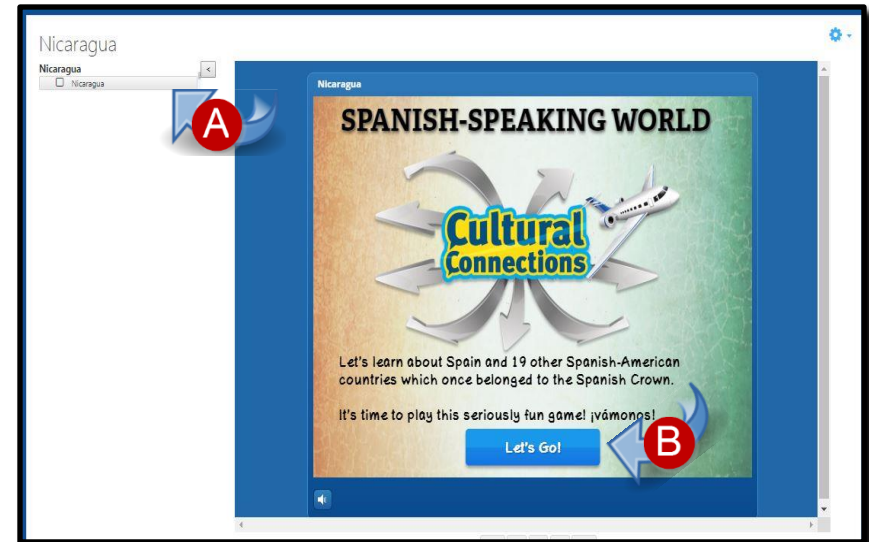 Nicaragua
Nicaragua
<
Nicaragua
A
Nicaragua
SPANISH-SPEAKING WORLD
Cultural
Connections
Let's learn about Spain and 19 other Spanish-American
countries which once belonged to the Spanish Crown.
It's time to play this seriously fun game! ¡vámonos!
Let's Go!
B